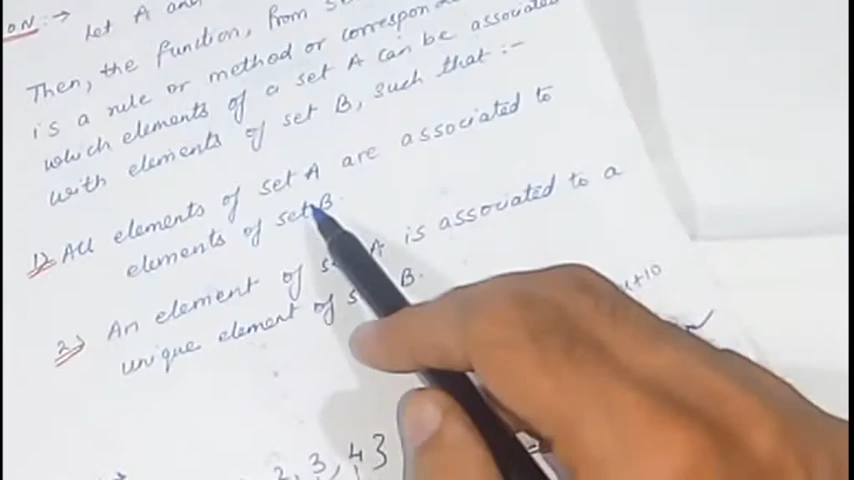 ON :→
Let A and
Then, the function, from
is a rule or method or correspond
which elements of a set A can be associated
with elements of set B, such that :-
1) All elements of set A are associated to
elements of set B.
2) An element of A is associated to a
unique element of B.
+10
2, 3, 4}